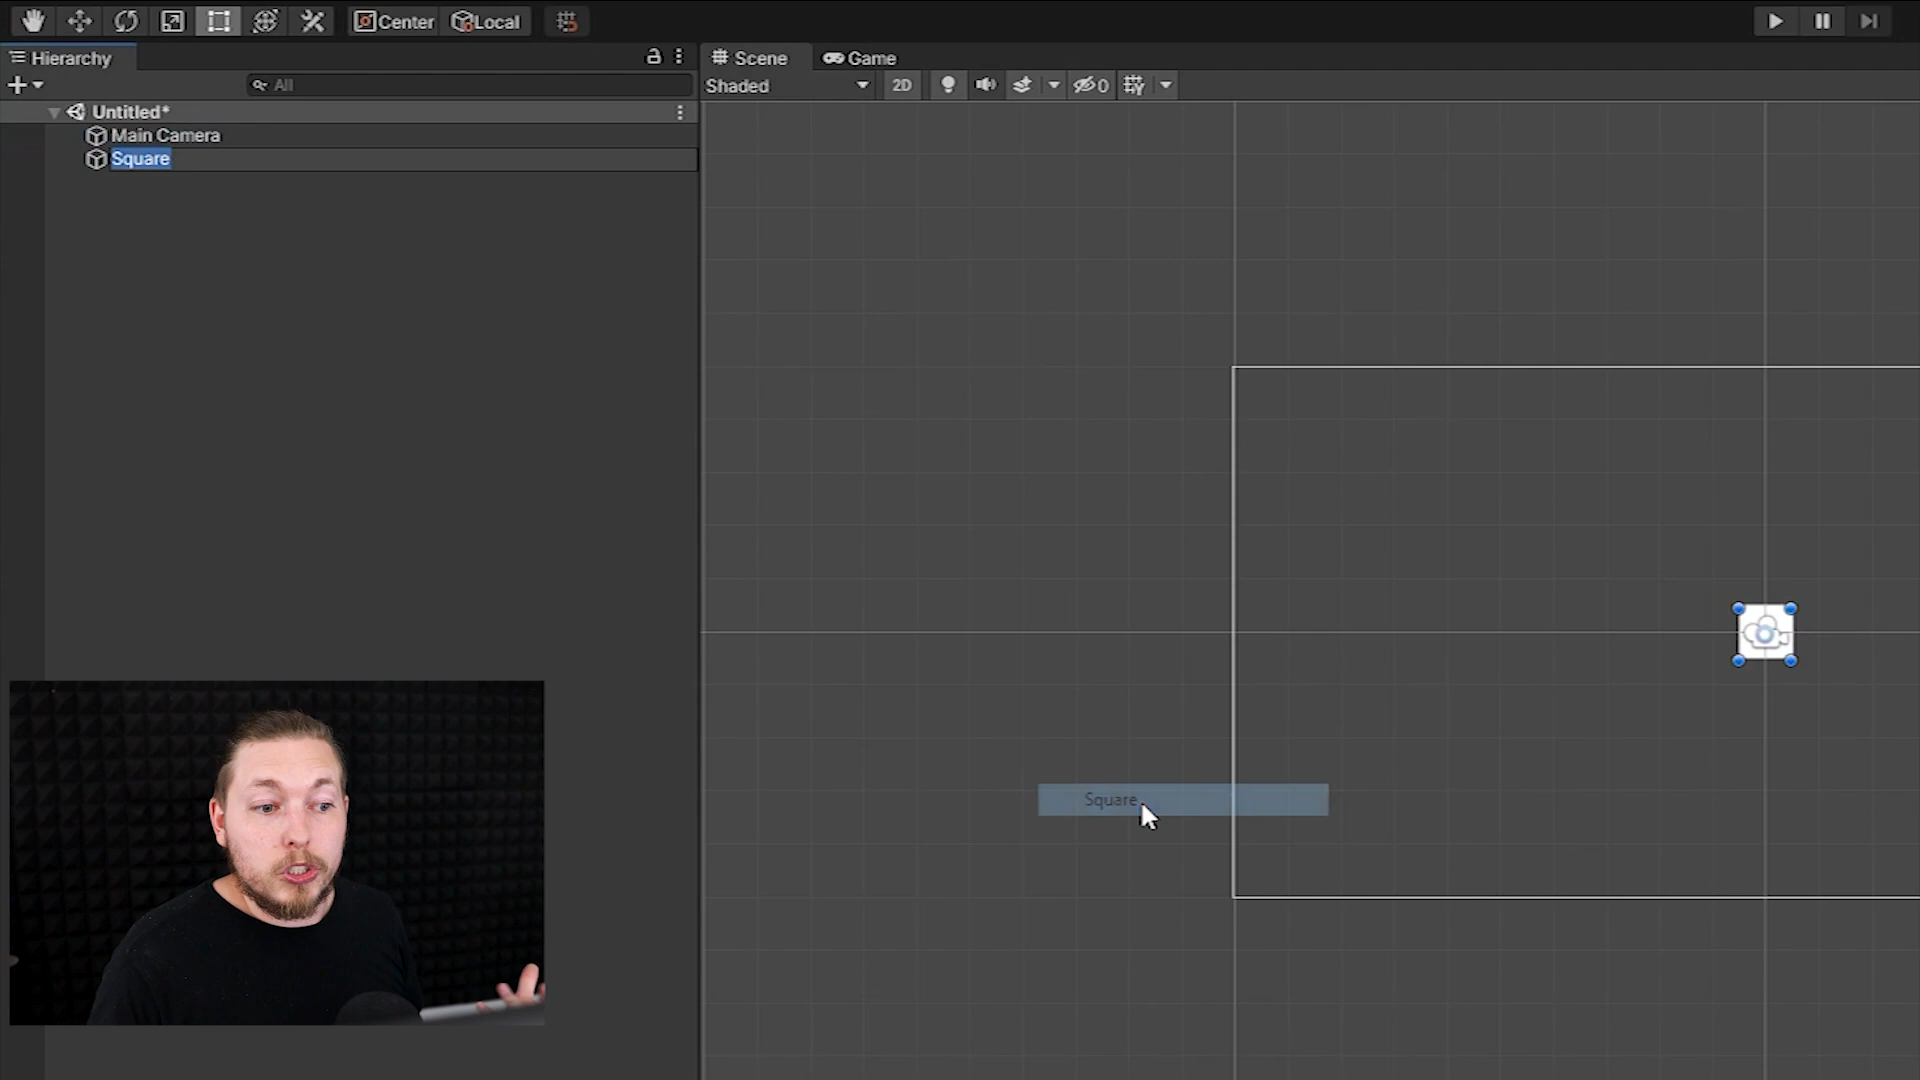 Center Local
Hierarchy
All
Untitled*
Main Camera
Square
Scene Game
Shaded 2D 0
Square